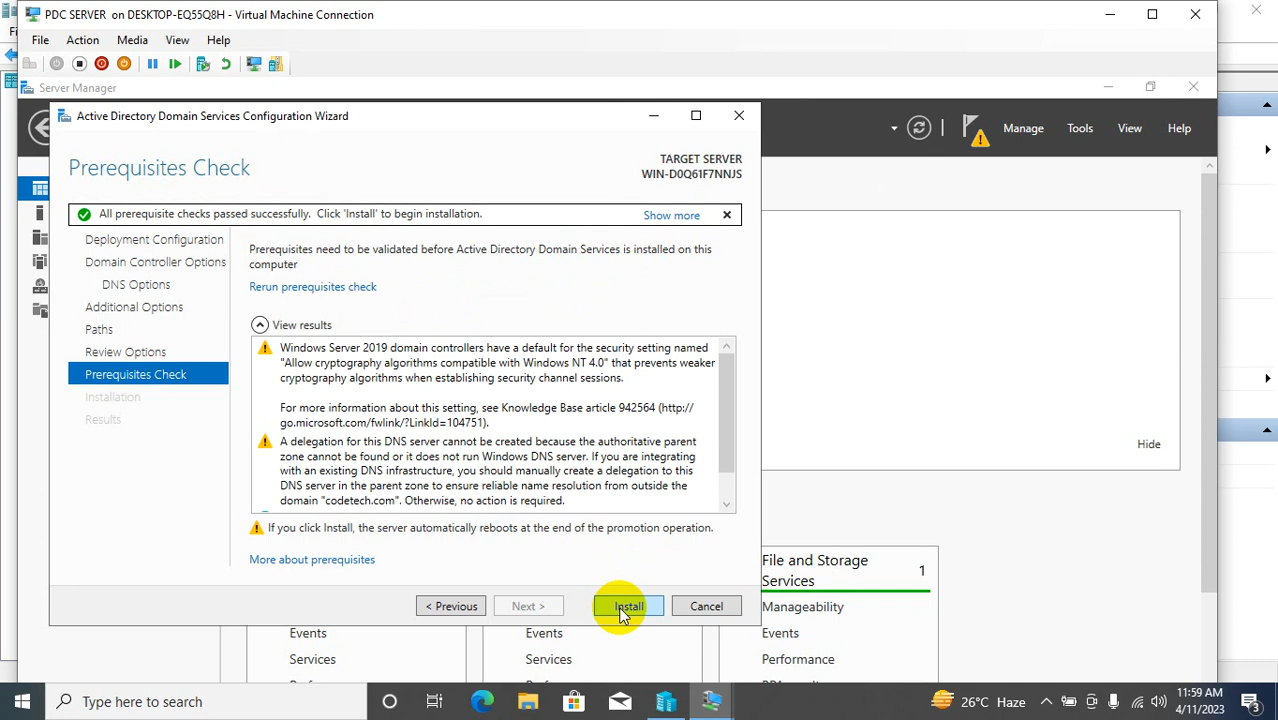 PDC SERVER on DESKTOP-EQ55Q8H - Virtual Machine Connection
File Action Media View Help
Server Manager
Active Directory Domain Services Configuration Wizard
Manage Tools View Help
Prerequisites Check
TARGET SERVER
WIN-D0Q61F7NNJS
All prerequisite checks passed successfully. Click 'Install' to begin installation.
Show more
Deployment Configuration
Domain Controller Options
DNS Options
Additional Options
Paths
Review Options
Prerequisites Check
Installation
Results
Prerequisites need to be validated before Active Directory Domain Services is installed on this
computer
Rerun prerequisites check
View results
Windows Server 2019 domain controllers have a default for the security setting named
"Allow cryptography algorithms compatible with Windows NT 4.0" that prevents weaker
cryptography algorithms when establishing security channel sessions.
For more information about this setting, see Knowledge Base article 942564 (http://
go.microsoft.com/fwlink/?LinkId=104751).
A delegation for this DNS server cannot be created because the authoritative parent
zone cannot be found or it does not run Windows DNS server. If you are integrating
with an existing DNS infrastructure, you should manually create a delegation to this
DNS server in the parent zone to ensure reliable name resolution from outside the
domain "codetech.com". Otherwise, no action is required.
If you click Install, the server automatically reboots at the end of the promotion operation.
More about prerequisites
< Previous
Next >
Install
Cancel
Hide
File and Storage
Services
1
Manageability
Events
Events
Events
Services
Services
Performance
Type here to search
26°C Haze
11:59 AM
4/11/2023
3